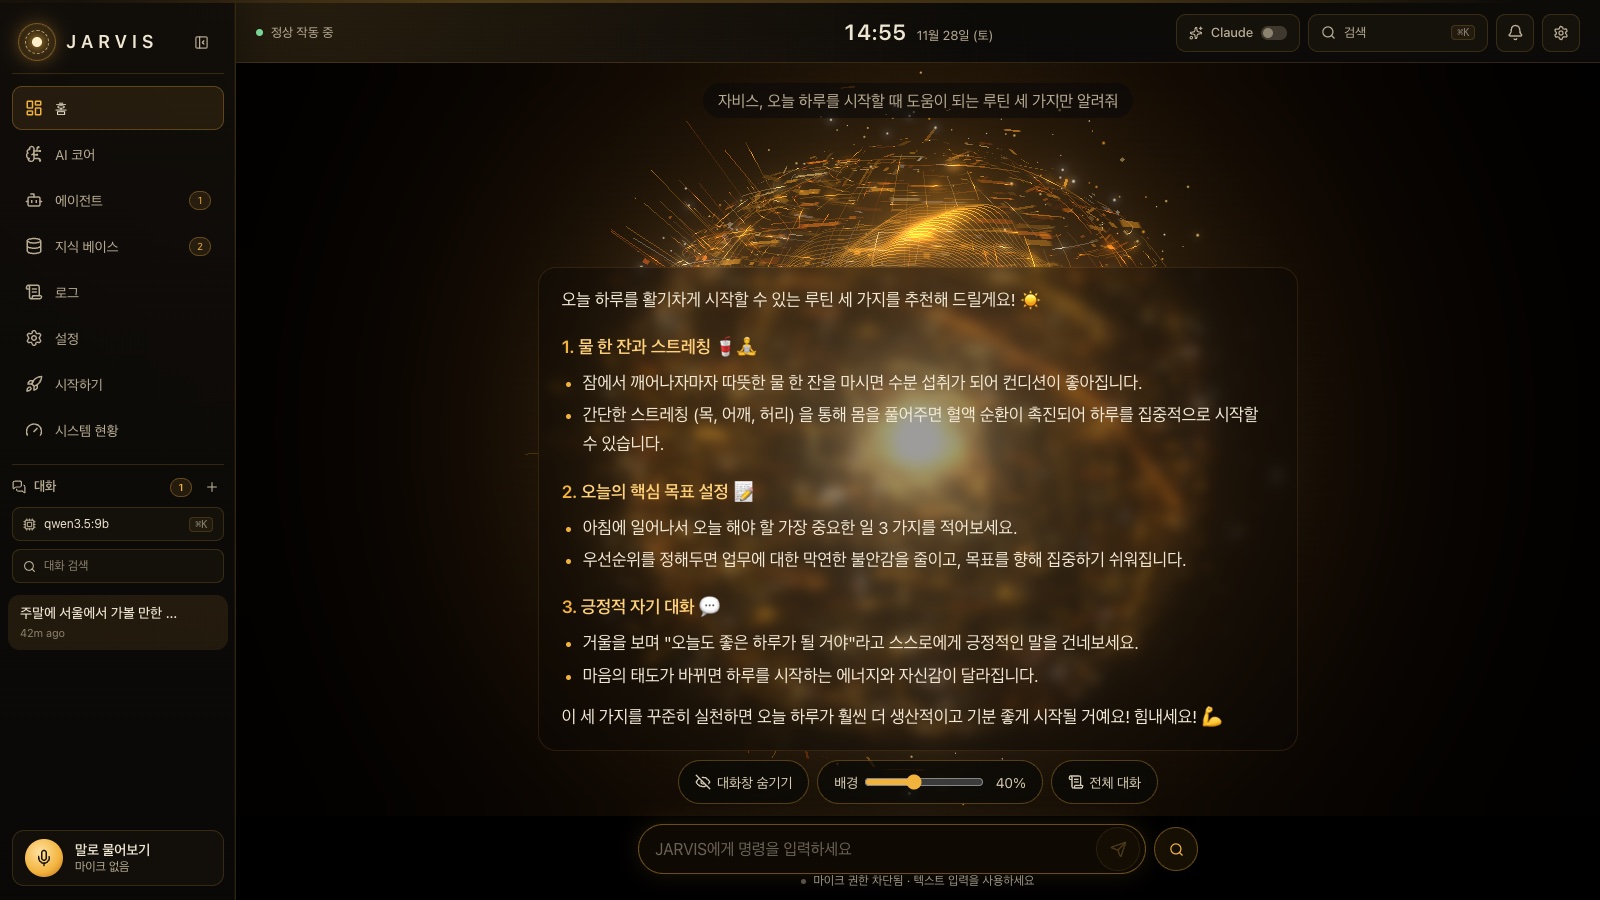 JARVIS
홈
AI 코어
에이전트 1
지식 베이스 2
로그
설정
시작하기
시스템 현황
대화 1
qwen3.5:9b ⌘K
대화 검색
주말에 서울에서 가볼 만한 ...
42m ago
말로 물어보기
마이크 없음
정상 작동 중
14:55 11월 28일 (토)
Claude
검색 ⌘K
자비스, 오늘 하루를 시작할 때 도움이 되는 루틴 세 가지만 알려줘
오늘 하루를 활기차게 시작할 수 있는 루틴 세 가지를 추천해 드릴게요! ☀️
1. 물 한 잔과 스트레칭 🥤🧘
• 잠에서 깨어나자마자 따뜻한 물 한 잔을 마시면 수분 섭취가 되어 컨디션이 좋아집니다.
• 간단한 스트레칭 (목, 어깨, 허리) 을 통해 몸을 풀어주면 혈액 순환이 촉진되어 하루를 집중적으로 시작할
수 있습니다.
2. 오늘의 핵심 목표 설정 📝
• 아침에 일어나서 오늘 해야 할 가장 중요한 일 3 가지를 적어보세요.
• 우선순위를 정해두면 업무에 대한 막연한 불안감을 줄이고, 목표를 향해 집중하기 쉬워집니다.
3. 긍정적 자기 대화 💬
• 거울을 보며 "오늘도 좋은 하루가 될 거야"라고 스스로에게 긍정적인 말을 건네보세요.
• 마음의 태도가 바뀌면 하루를 시작하는 에너지와 자신감이 달라집니다.
이 세 가지를 꾸준히 실천하면 오늘 하루가 훨씬 더 생산적이고 기분 좋게 시작될 거예요! 힘내세요! 💪
대화창 숨기기
배경 40%
전체 대화
JARVIS에게 명령을 입력하세요
마이크 권한 차단됨 · 텍스트 입력을 사용하세요